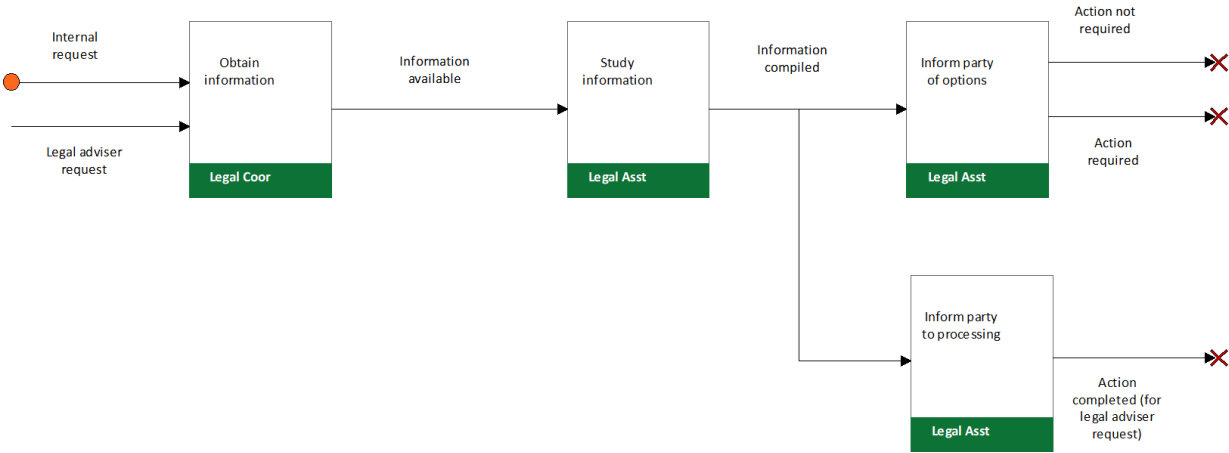 Internal
request
Legal adviser
request
Obtain
information
Legal Coor
Information
available
Study
information
Legal Asst
Information
compiled
Inform party
of options
Legal Asst
Action not
required
Action
required
Inform party
to processing
Legal Asst
Action
completed (for
legal adviser
request)